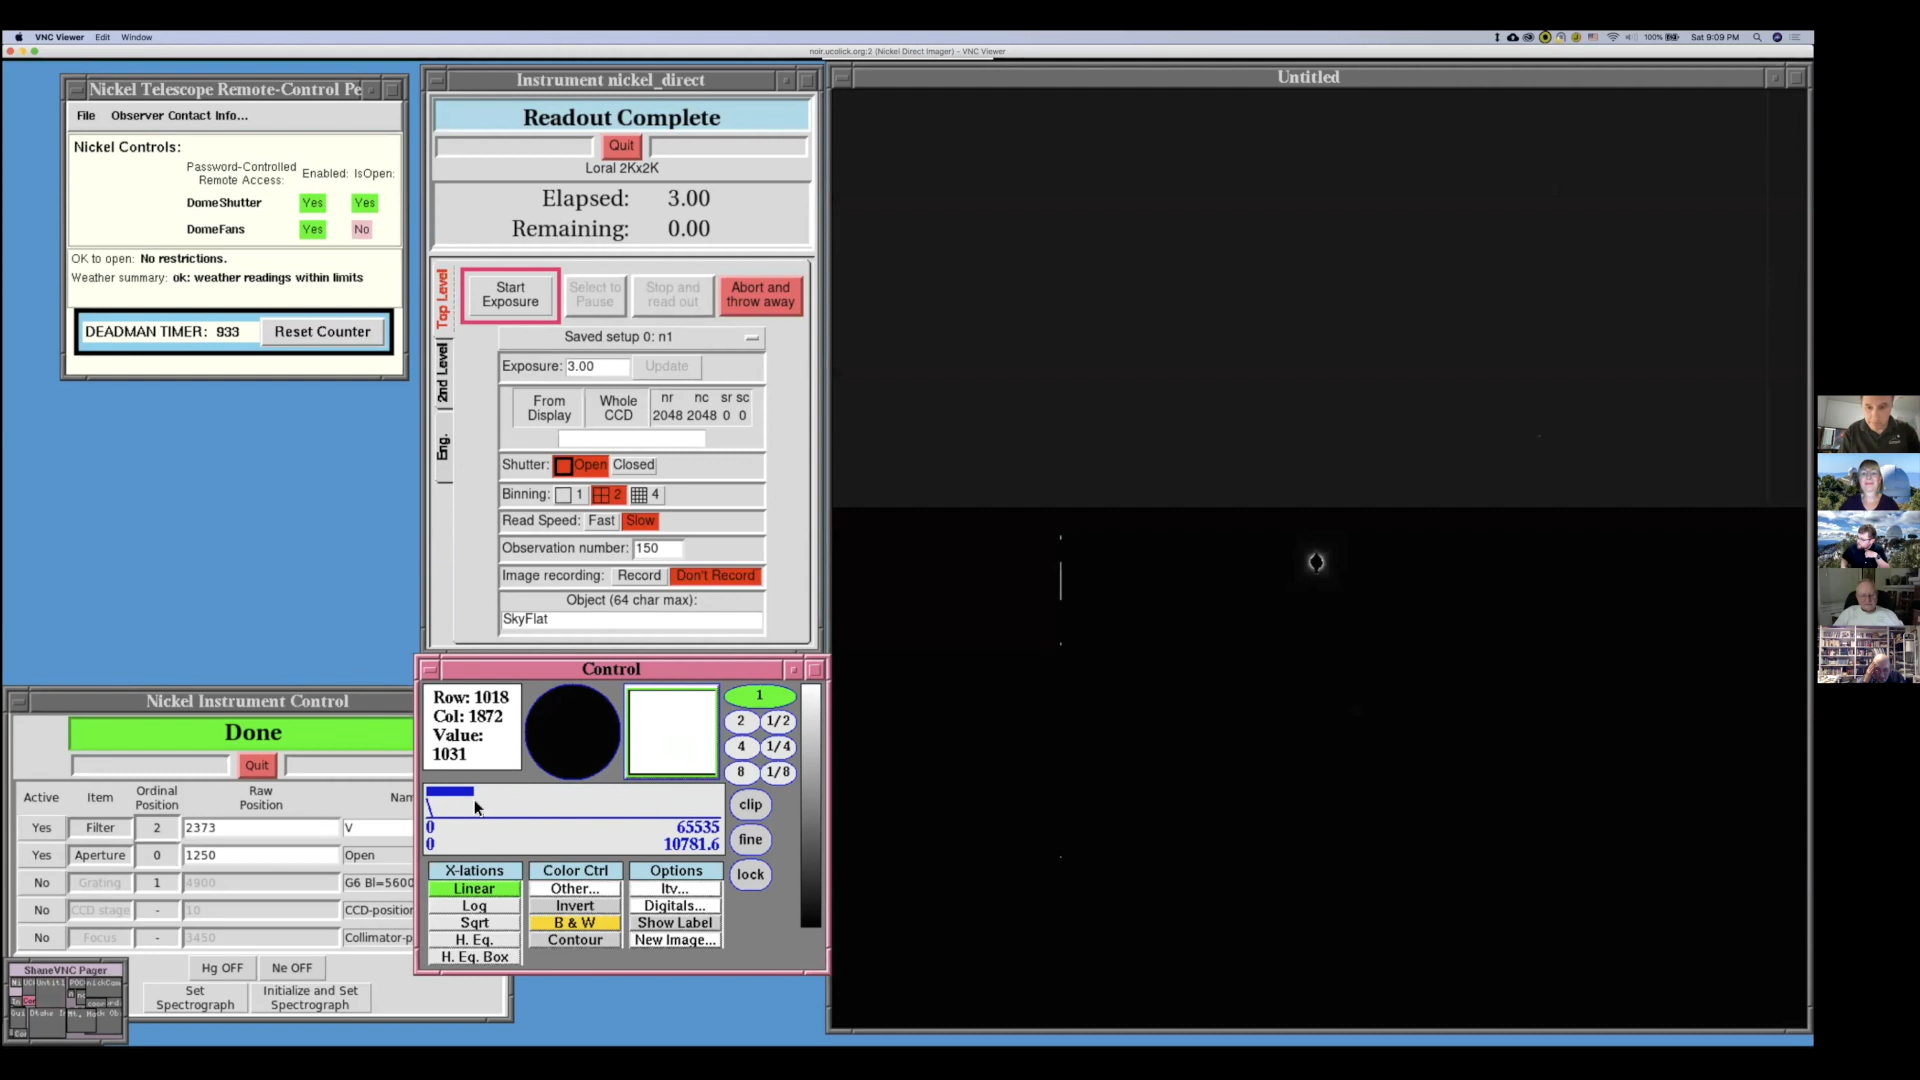 VNC Viewer Edit Window
100% Sat 9:09 PM
noir.ucolick.org:2 (Nickel Direct Imager) - VNC Viewer
Nickel Telescope Remote-Control Pe
File Observer Contact Info...
Nickel Controls:
Password-Controlled
Remote Access:
Enabled: IsOpen:
DomeShutter Yes Yes
DomeFans Yes No
OK to open: No restrictions.
Weather summary: ok: weather readings within limits
DEADMAN TIMER: 933 Reset Counter
Instrument nickel_direct
Readout Complete
Quit
Loral 2Kx2K
Elapsed: 3.00
Remaining: 0.00
Top Level
2nd Level
Eng.
Start
Exposure
Select to
Pause
Stop and
read out
Abort and
throw away
Saved setup 0: n1
Exposure: 3.00 Update
From
Display
Whole
CCD
nr nc sr sc
2048 2048 0 0
Shutter: Open Closed
Binning: 1 2 4
Read Speed: Fast Slow
Observation number: 150
Image recording: Record Don't Record
Object (64 char max):
SkyFlat
Untitled
Nickel Instrument Control
Done
Quit
Active Item Ordinal
Position
Raw
Position
Nam
Yes Filter 2 2373 V
Yes Aperture 0 1250 Open
No Grating 1 4900 G6 Bl=5600
No CCD stage - 10 CCD-position
No Focus - 3450 Collimator-p
Hg OFF Ne OFF
Set
Spectrograph
Initialize and Set
Spectrograph
ShaneVNC Pager
Control
Row: 1018
Col: 1872
Value:
1031
1
2 1/2
4 1/4
8 1/8
clip
fine
lock
0 65535
0 10781.6
X-lations Color Ctrl Options
Linear Other... Itv...
Log Invert Digitals...
Sqrt B & W Show Label
H. Eq. Contour New Image...
H. Eq. Box